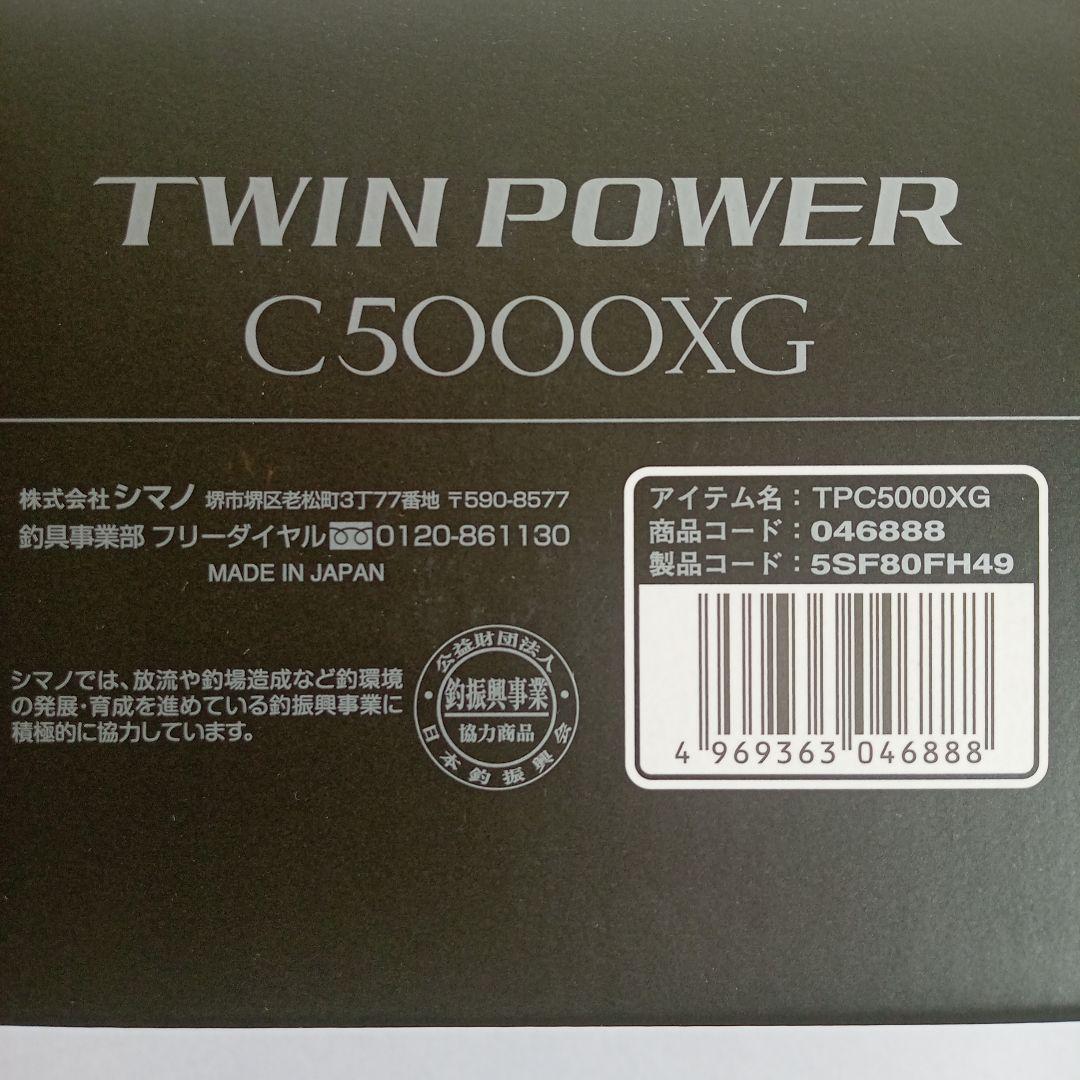 TWIN POWER
C5000XG
株式会社シマノ 堺市堺区老松町3丁77番地 〒590-8577
釣具事業部 フリーダイヤル 0120-861130
MADE IN JAPAN
シマノでは、放流や釣場造成など釣環境
の発展・育成を進めている釣振興事業に
積極的に協力しています。
公益財団法人
釣振興事業
協力商品
日本釣振興会
アイテム名：TPC5000XG
商品コード：046888
製品コード：5SF80FH49
4 969363 046888